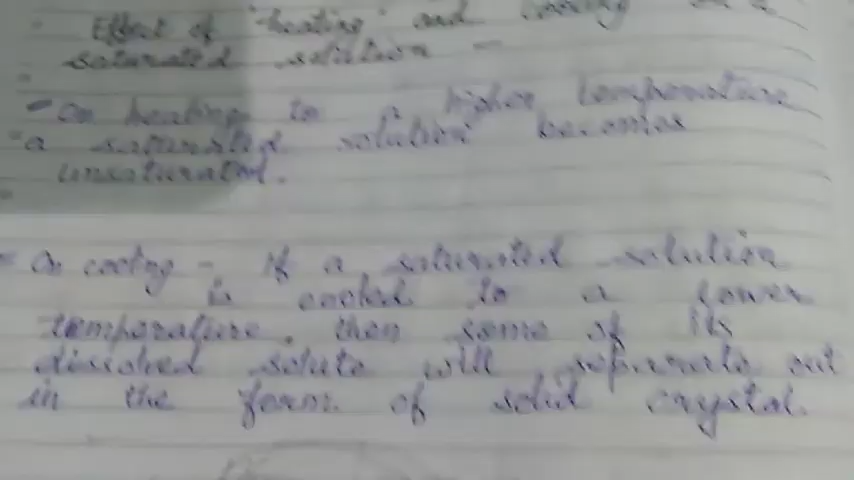 Effect of "heating" and cooling on a
saturated solution -
- On heating to a higher temperature
a saturated solution becomes
unsaturated.
- On cooling - If a saturated solution
is cooled to a lower
temperature, then some of its
dissolved solute will separate out
in the form of solid crystal.